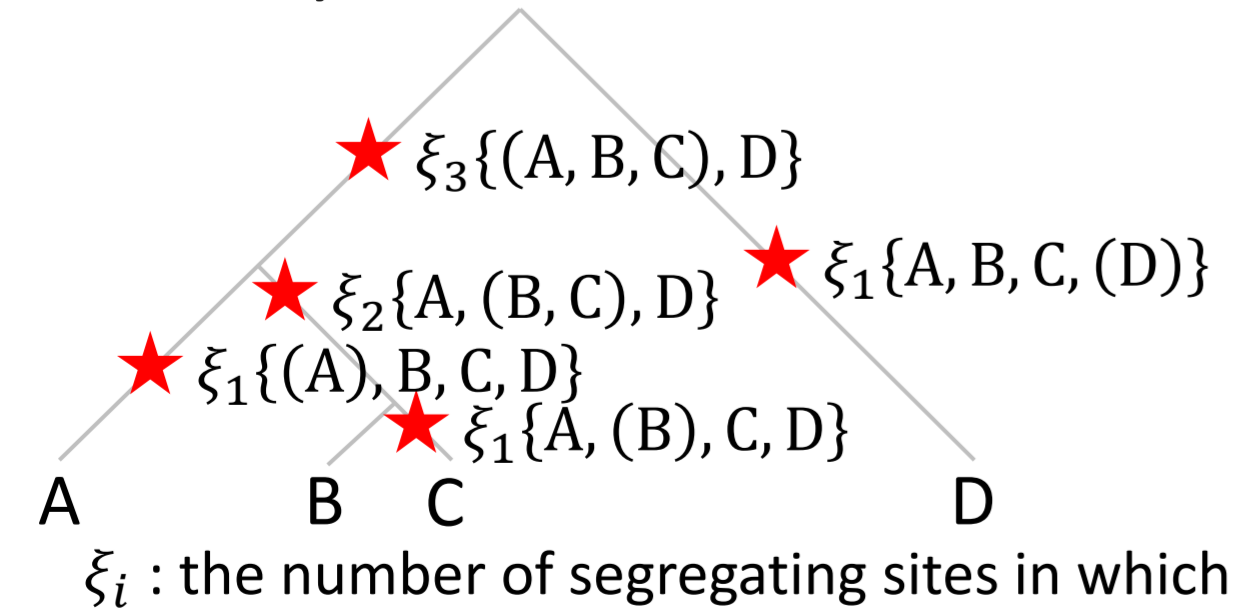 ξ₃{(A, B, C), D}
ξ₁{A, B, C, (D)}
ξ₂{A, (B, C), D}
ξ₁{(A), B, C, D}
ξ₁{A, (B), C, D}
A B C D
ξᵢ : the number of segregating sites in which